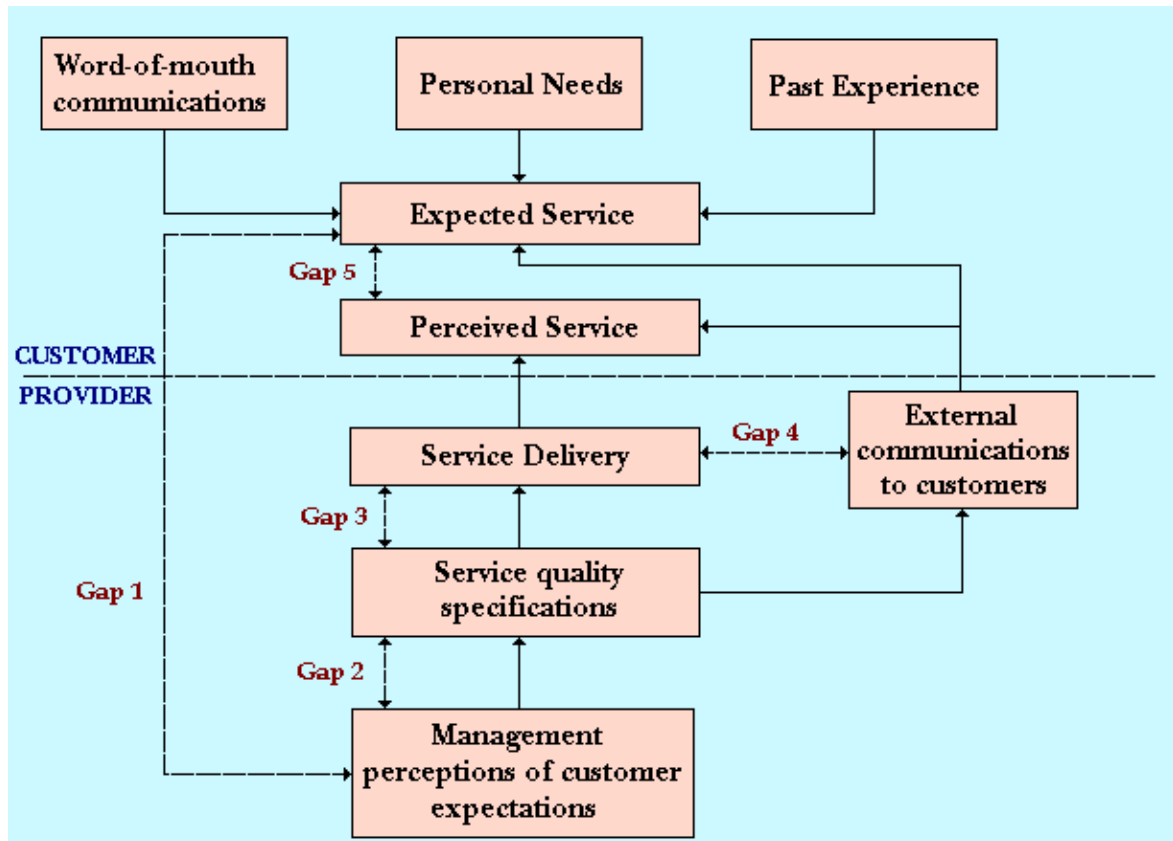 Word-of-mouth
communications
Personal Needs
Past Experience
Expected Service
Gap 5
Perceived Service
CUSTOMER
PROVIDER
Service Delivery
Gap 4
External
communications
to customers
Gap 3
Service quality
specifications
Gap 1
Gap 2
Management
perceptions of customer
expectations